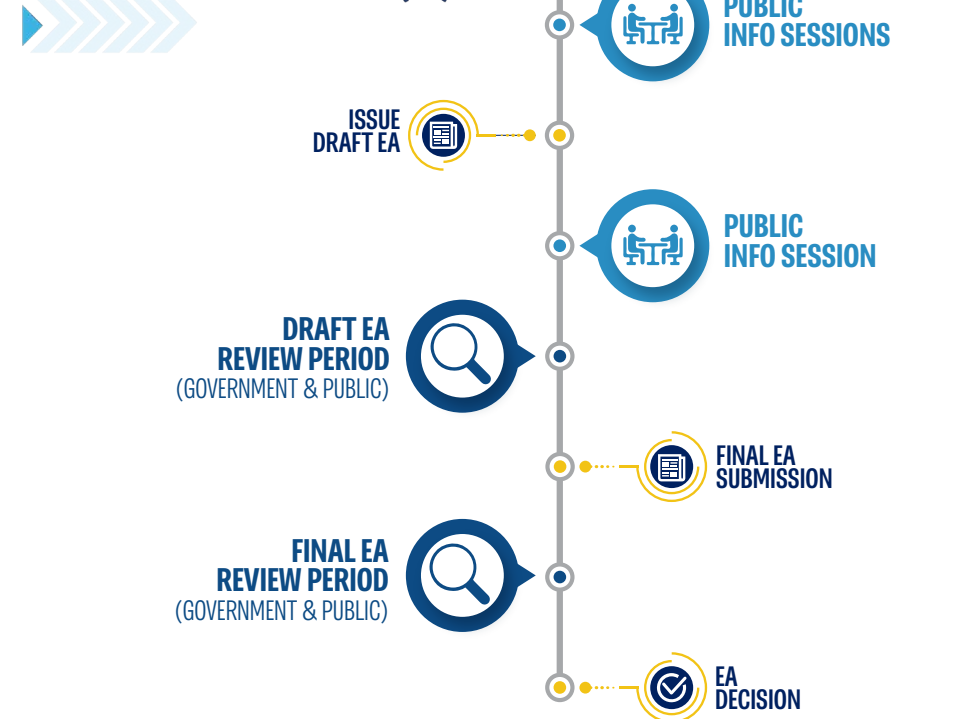 PUBLIC
INFO SESSIONS
ISSUE
DRAFT EA
PUBLIC
INFO SESSION
DRAFT EA
REVIEW PERIOD
(GOVERNMENT & PUBLIC)
FINAL EA
SUBMISSION
FINAL EA
REVIEW PERIOD
(GOVERNMENT & PUBLIC)
EA
DECISION